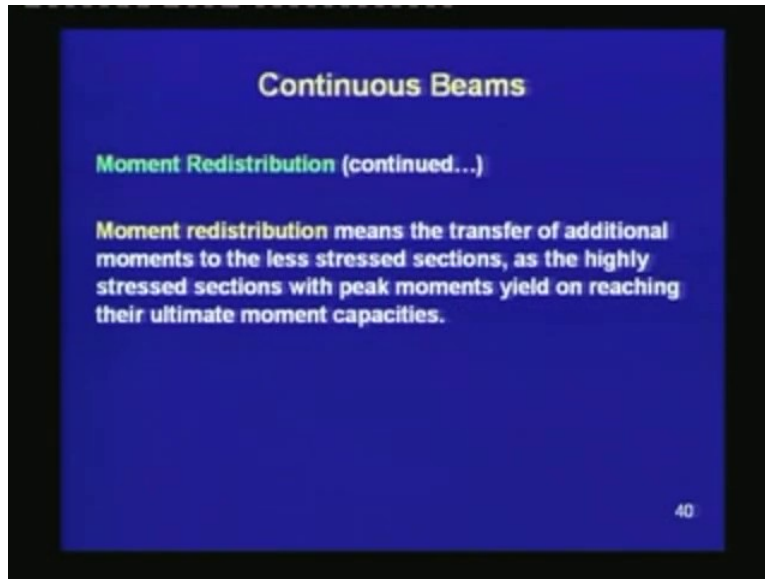 Continuous Beams
Moment Redistribution (continued...)
Moment redistribution means the transfer of additional
moments to the less stressed sections, as the highly
stressed sections with peak moments yield on reaching
their ultimate moment capacities.
40